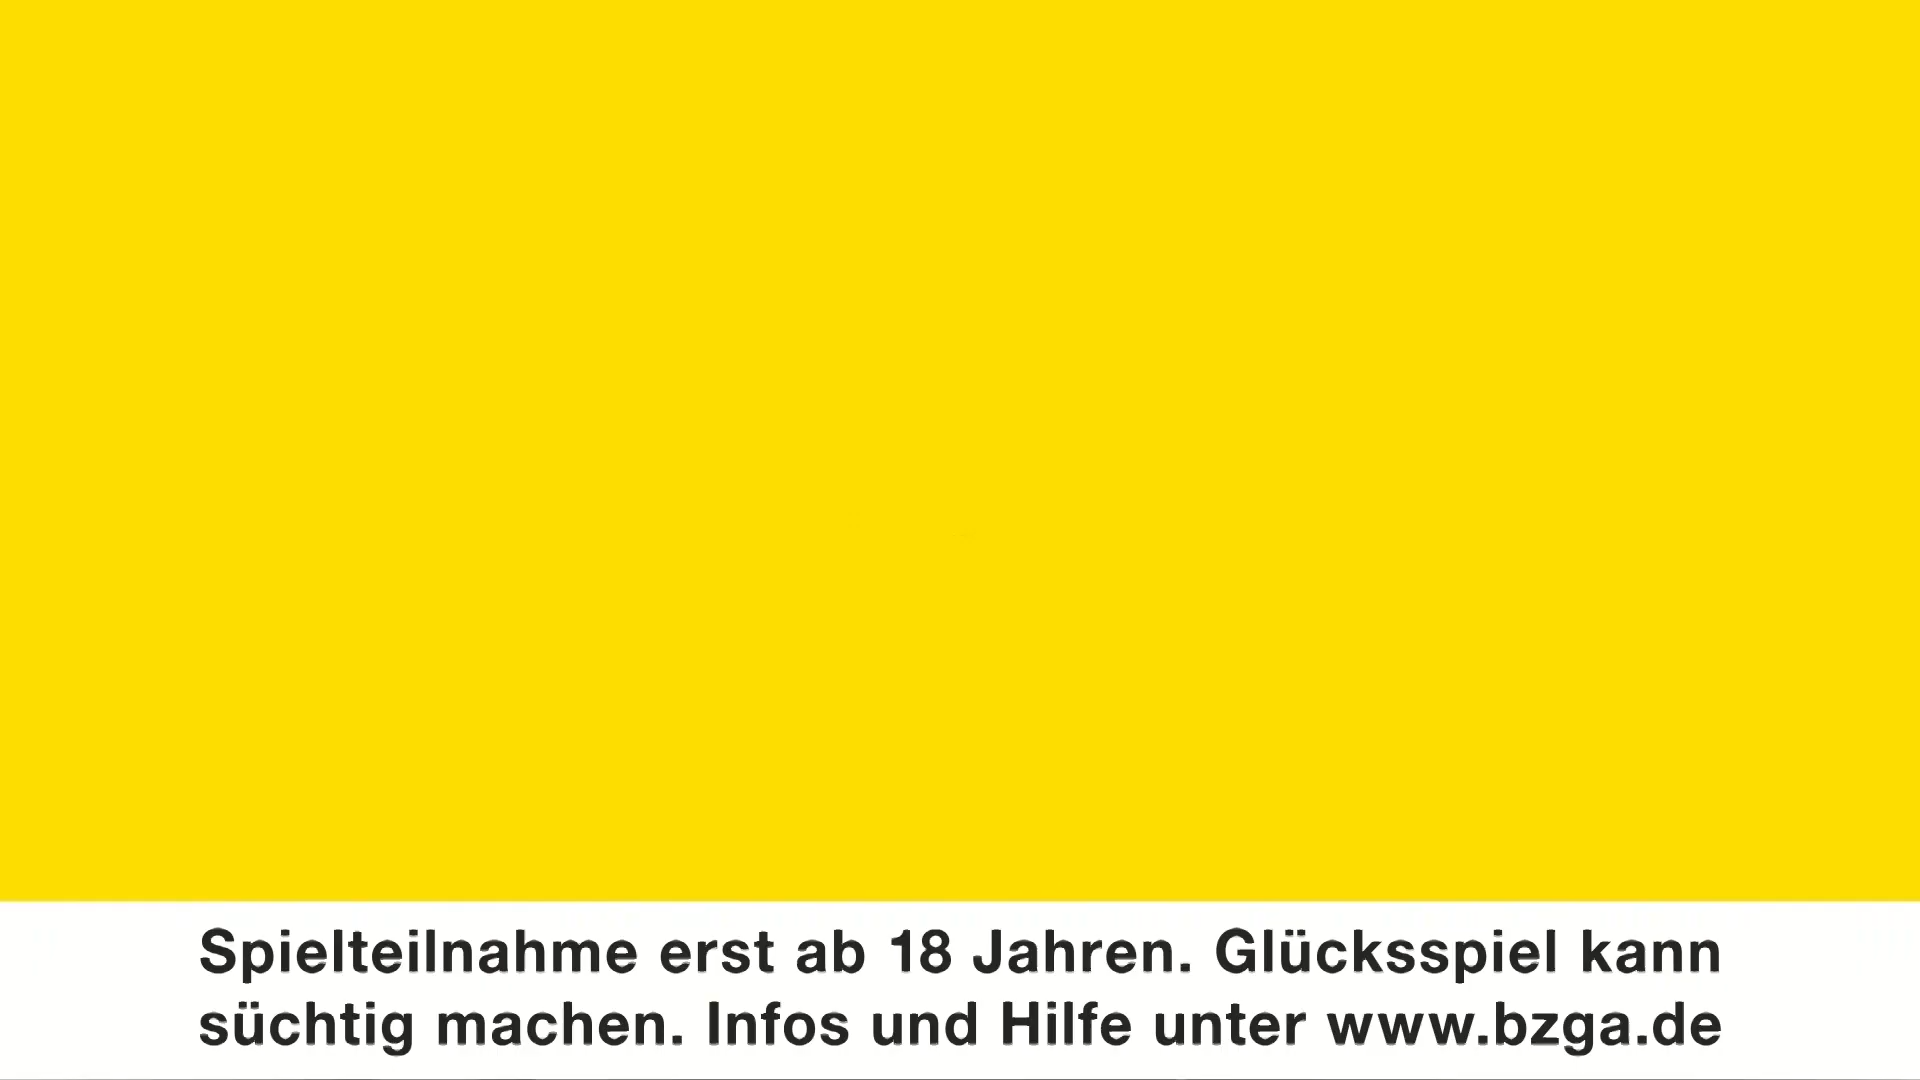 Spielteilnahme erst ab 18 Jahren. Glücksspiel kann
süchtig machen. Infos und Hilfe unter www.bzga.de